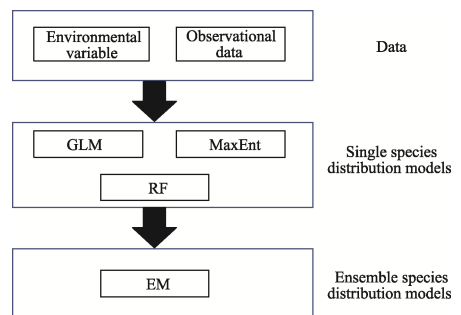 Environmental
variable
Observational
data
Data
GLM
MaxEnt
RF
Single species
distribution models
EM
Ensemble species
distribution models